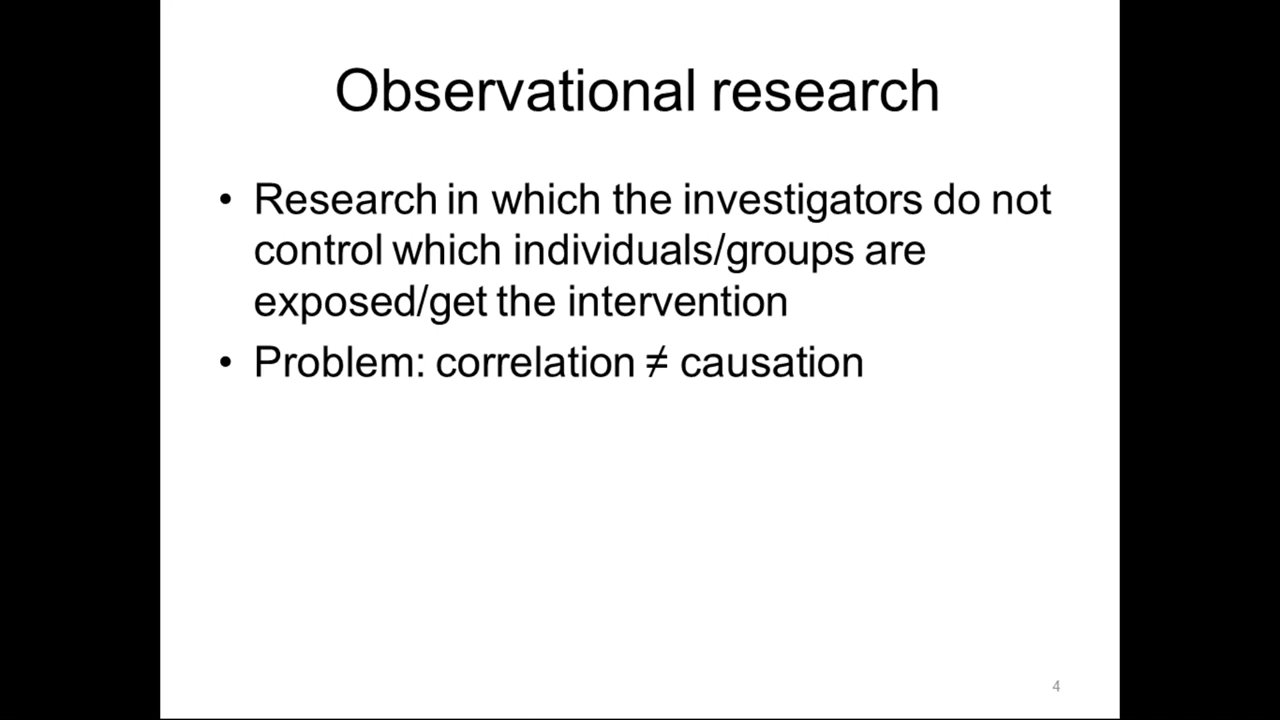 Observational research
• Research in which the investigators do not
control which individuals/groups are
exposed/get the intervention
• Problem: correlation ≠ causation
4